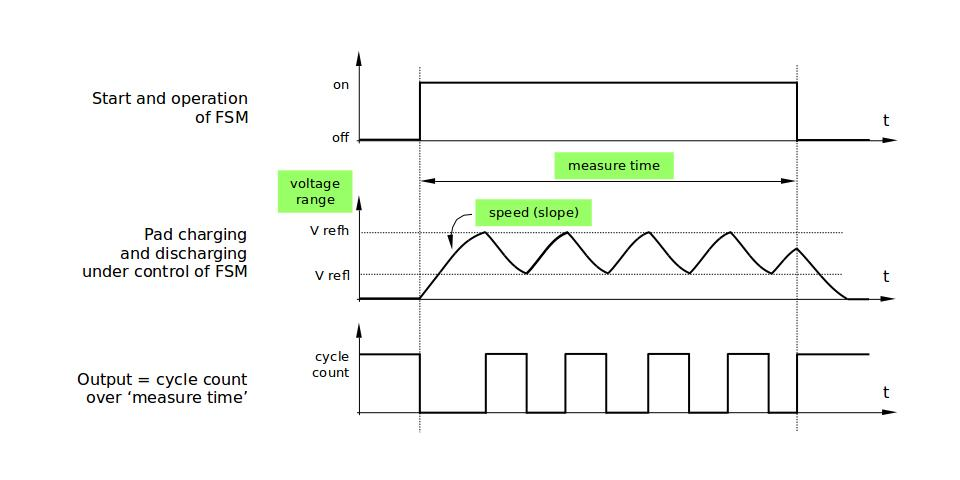 Start and operation
of FSM
on
off
t
measure time
voltage
range
speed (slope)
Pad charging
and discharging
under control of FSM
V refh
V refl
t
Output = cycle count
over ‘measure time’
cycle
count
t